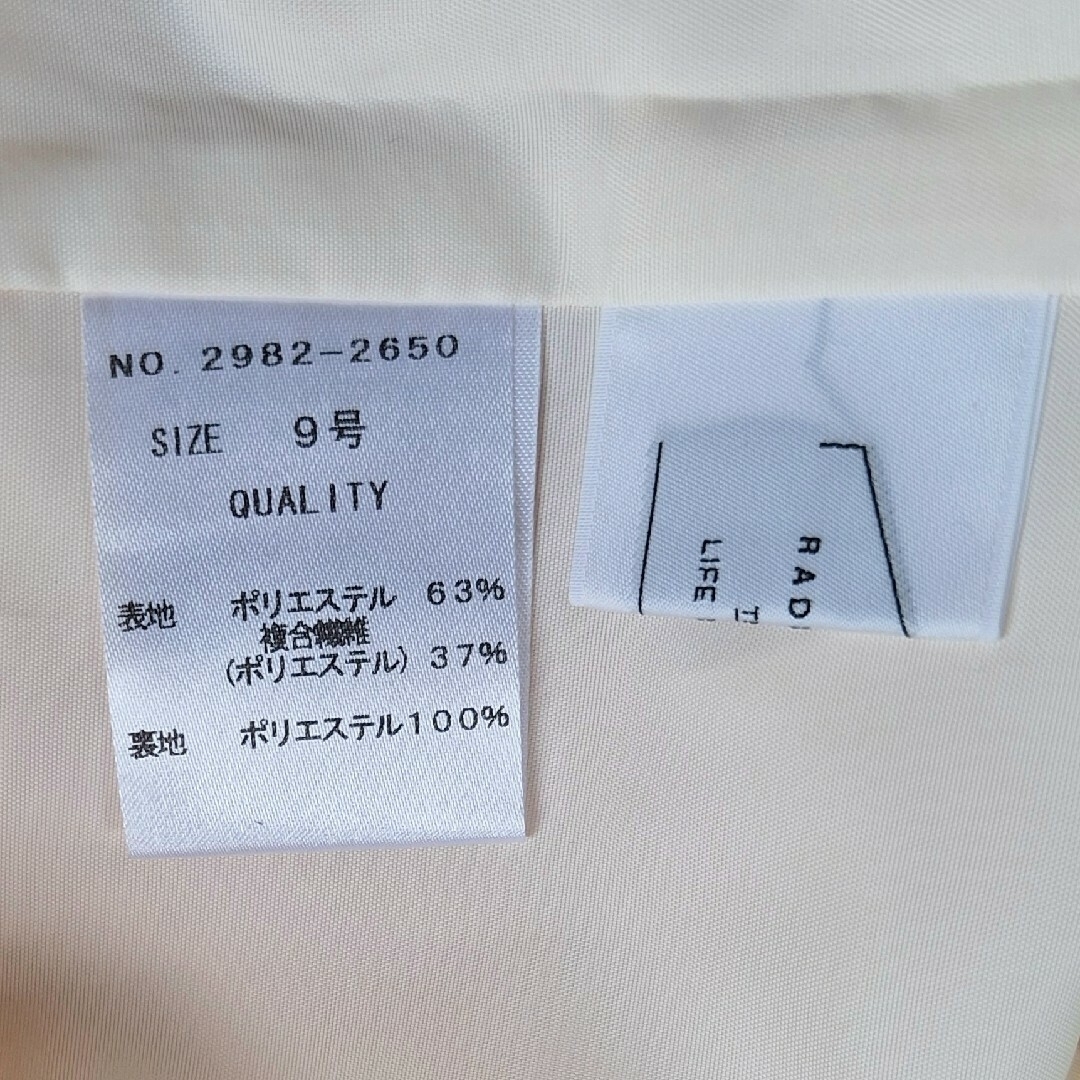 NO. 2982-2650
SIZE 9号
QUALITY
表地 ポリエステル 63%
複合繊維
(ポリエステル) 37%
裏地 ポリエステル100%
RAD
LIFE